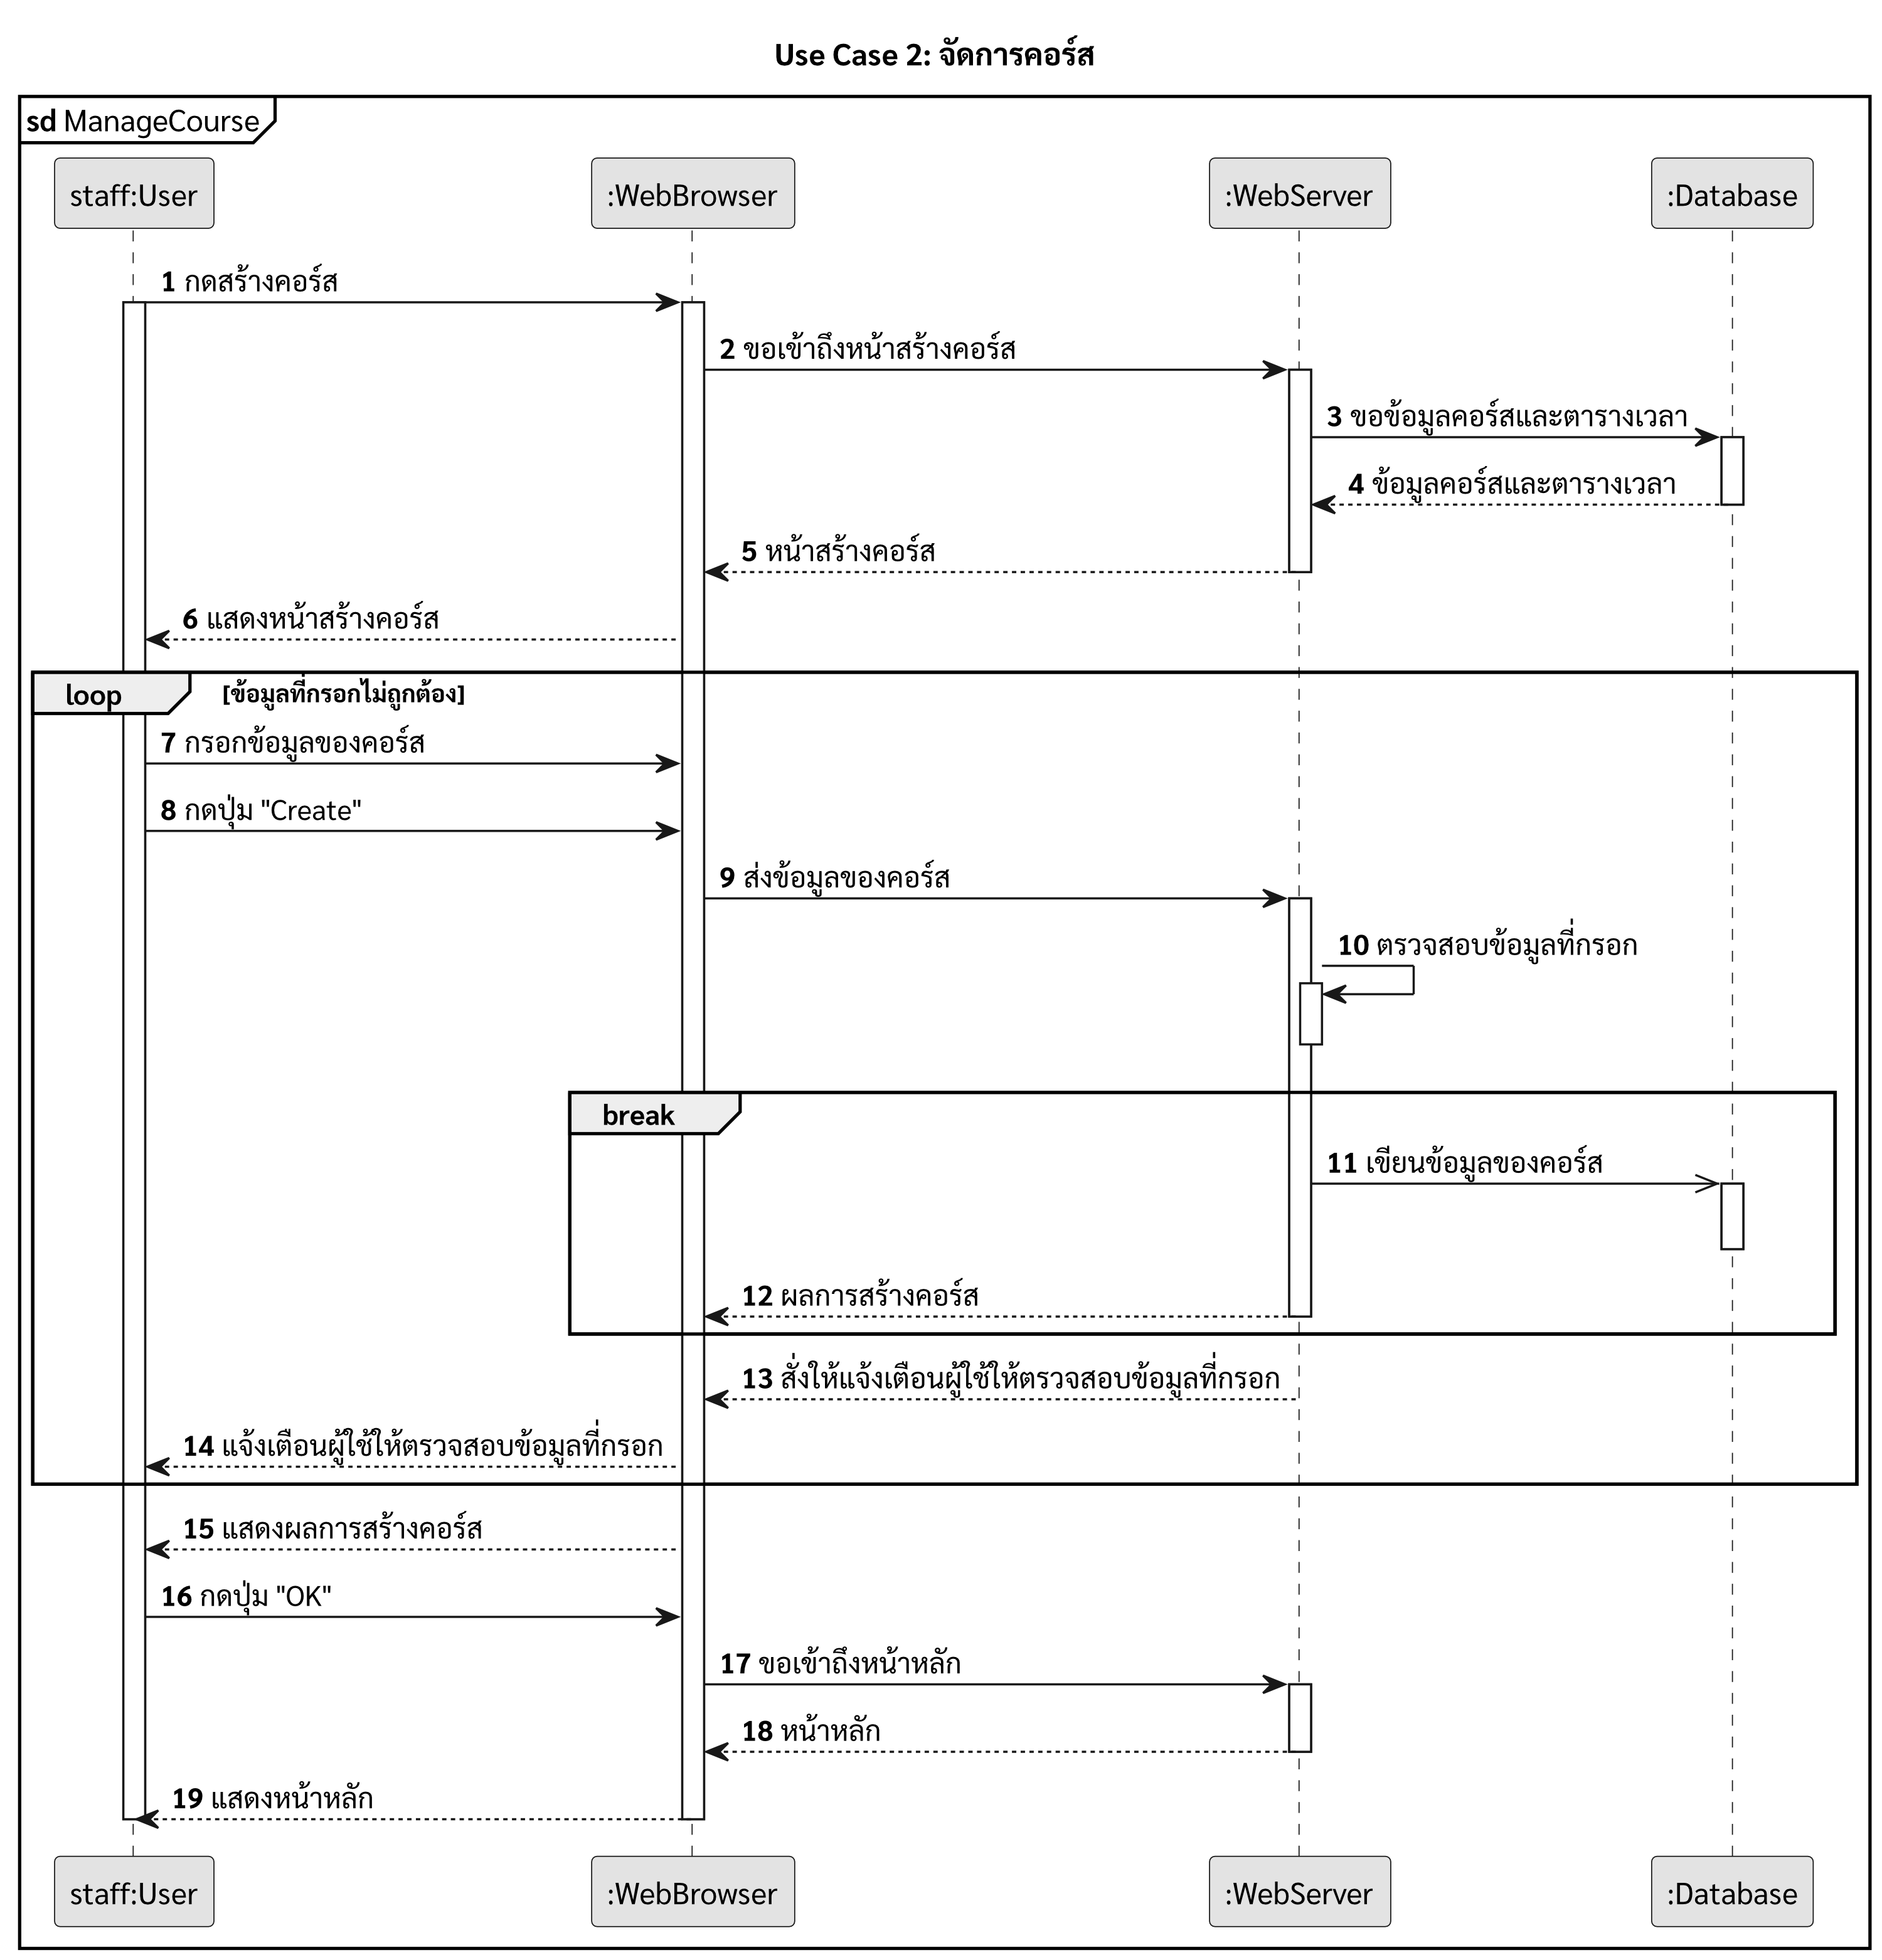 Use Case 2: จัดการคอร์ส
sd ManageCourse
staff:User :WebBrowser :WebServer :Database
1 กดสร้างคอร์ส
2 ขอเข้าถึงหน้าสร้างคอร์ส
3 ขอข้อมูลคอร์สและตารางเวลา
4 ข้อมูลคอร์สและตารางเวลา
5 หน้าสร้างคอร์ส
6 แสดงหน้าสร้างคอร์ส
loop [ข้อมูลที่กรอกไม่ถูกต้อง]
7 กรอกข้อมูลของคอร์ส
8 กดปุ่ม "Create"
9 ส่งข้อมูลของคอร์ส
10 ตรวจสอบข้อมูลที่กรอก
break
11 เขียนข้อมูลของคอร์ส
12 ผลการสร้างคอร์ส
13 สั่งให้แจ้งเตือนผู้ใช้ให้ตรวจสอบข้อมูลที่กรอก
14 แจ้งเตือนผู้ใช้ให้ตรวจสอบข้อมูลที่กรอก
15 แสดงผลการสร้างคอร์ส
16 กดปุ่ม "OK"
17 ขอเข้าถึงหน้าหลัก
18 หน้าหลัก
19 แสดงหน้าหลัก
staff:User :WebBrowser :WebServer :Database